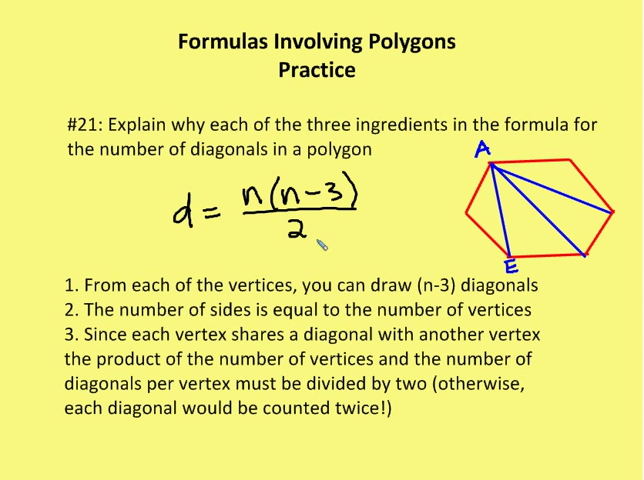 Formulas Involving Polygons
Practice
#21: Explain why each of the three ingredients in the formula for
the number of diagonals in a polygon
A
d = n(n-3)
2
E
1. From each of the vertices, you can draw (n-3) diagonals
2. The number of sides is equal to the number of vertices
3. Since each vertex shares a diagonal with another vertex
the product of the number of vertices and the number of
diagonals per vertex must be divided by two (otherwise,
each diagonal would be counted twice!)